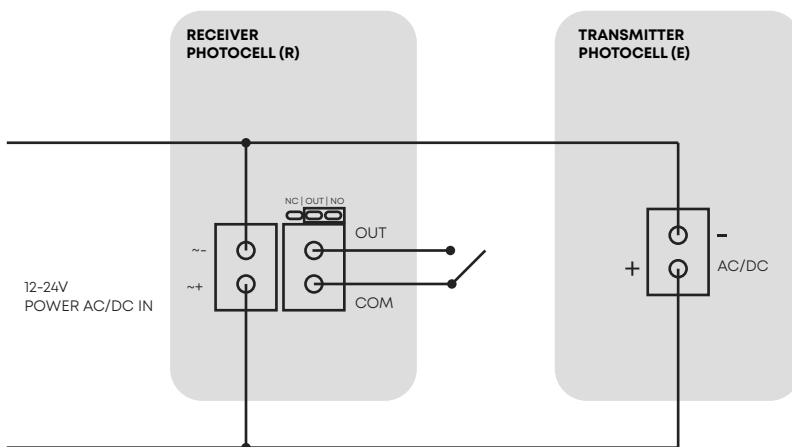 RECEIVER
PHOTOCELL (R)
TRANSMITTER
PHOTOCELL (E)
NC | OUT | NO
OUT
~-
-
AC/DC
+
~+
12-24V
POWER AC/DC IN
COM